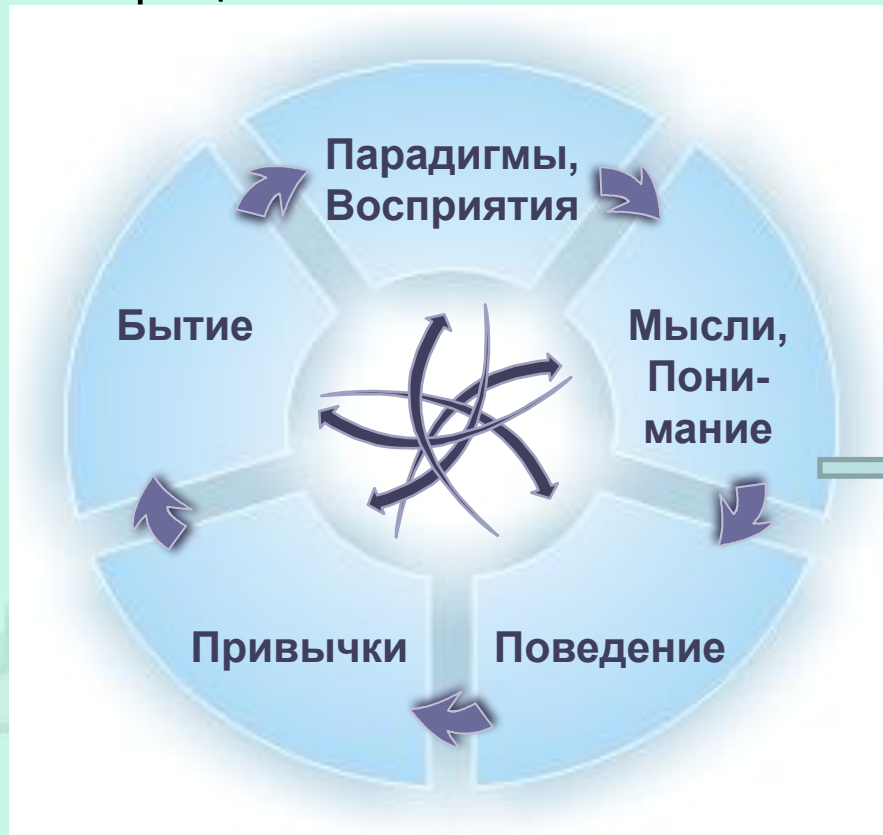 Парадигмы,
Восприятия
Бытие
Мысли,
Пони-
мание
Привычки
Поведение